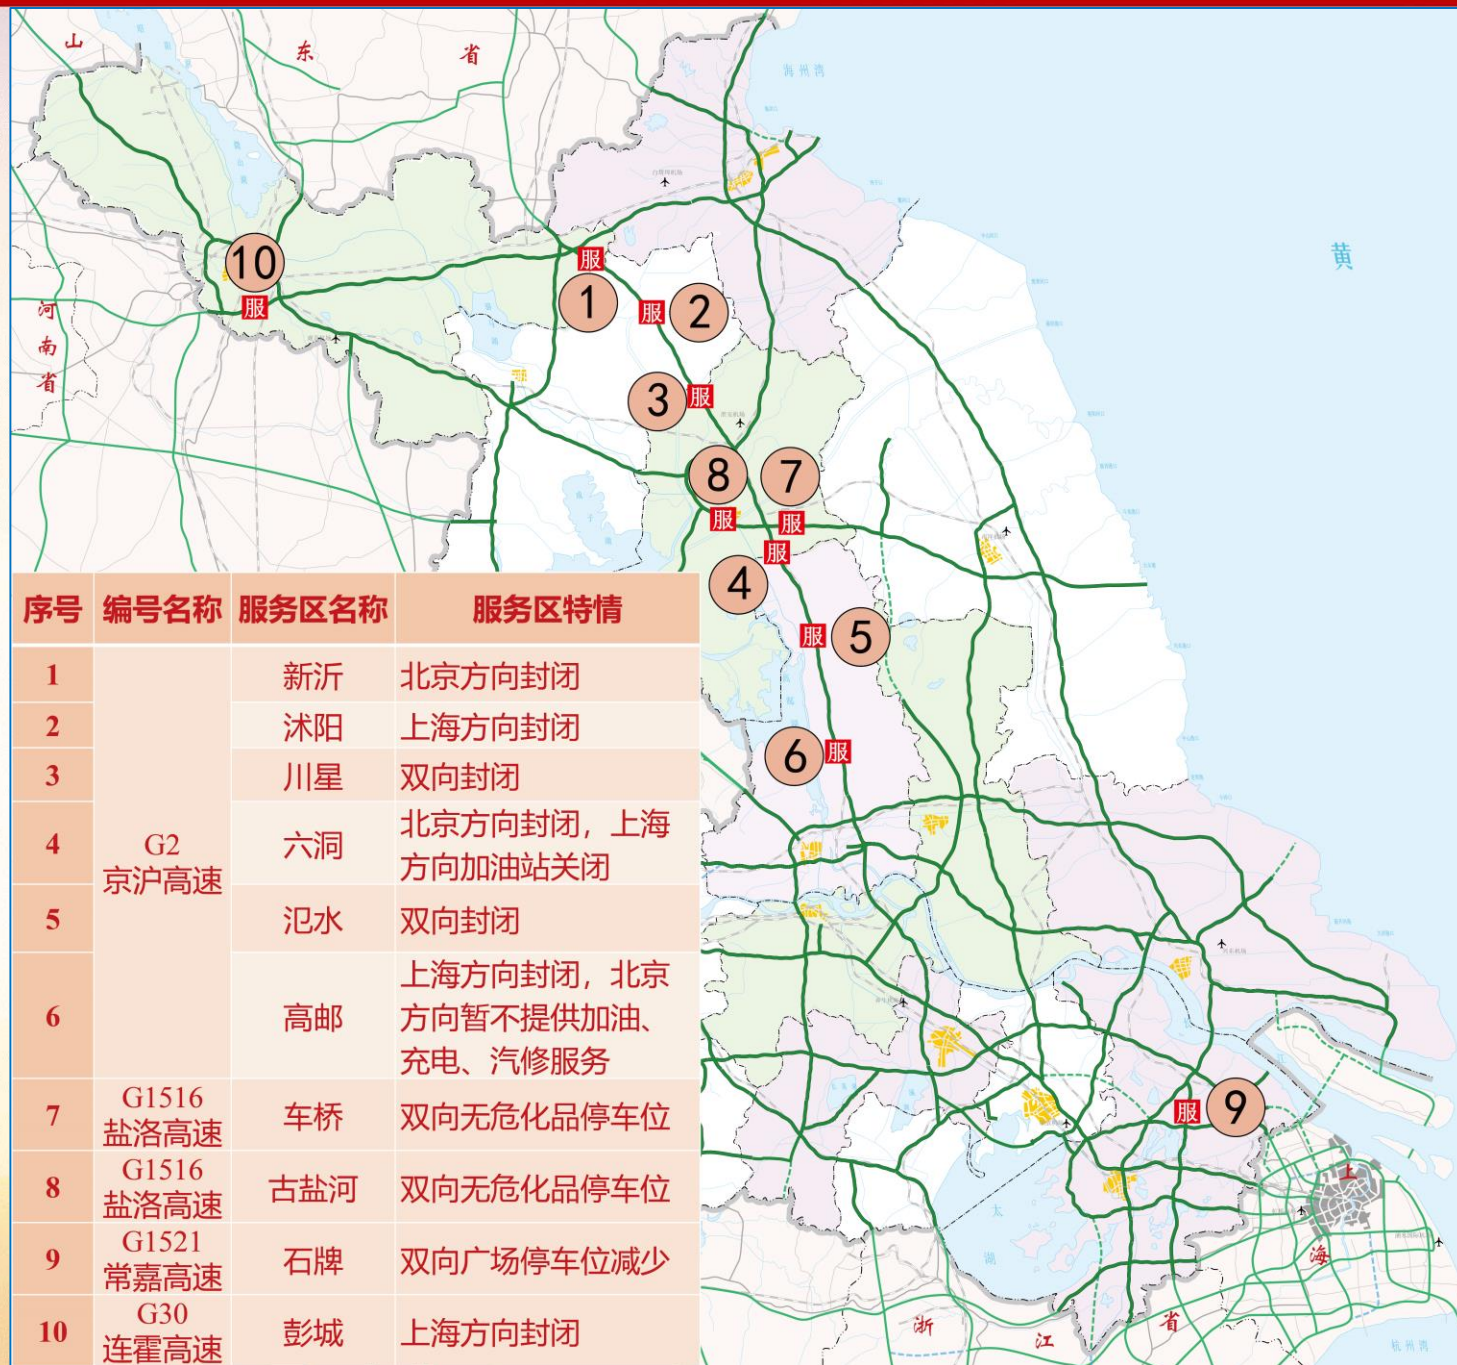 山
东
省
海州湾
黄
河
南
省
10
服
服
1
服
2
3
服
8
7
服
服
服
4
服
5
6
服
服
9
上
海
太
湖
浙
江
省
杭州湾
序号 编号名称 服务区名称 服务区特情
1 新沂 北京方向封闭
2 沭阳 上海方向封闭
3 川星 双向封闭
4 六洞 北京方向封闭，上海
方向加油站关闭
G2
京沪高速
5 氾水 双向封闭
6 高邮 上海方向封闭，北京
方向暂不提供加油、
充电、汽修服务
7 G1516
盐洛高速 车桥 双向无危化品停车位
8 G1516
盐洛高速 古盐河 双向无危化品停车位
9 G1521
常嘉高速 石牌 双向广场停车位减少
10 G30
连霍高速 彭城 上海方向封闭